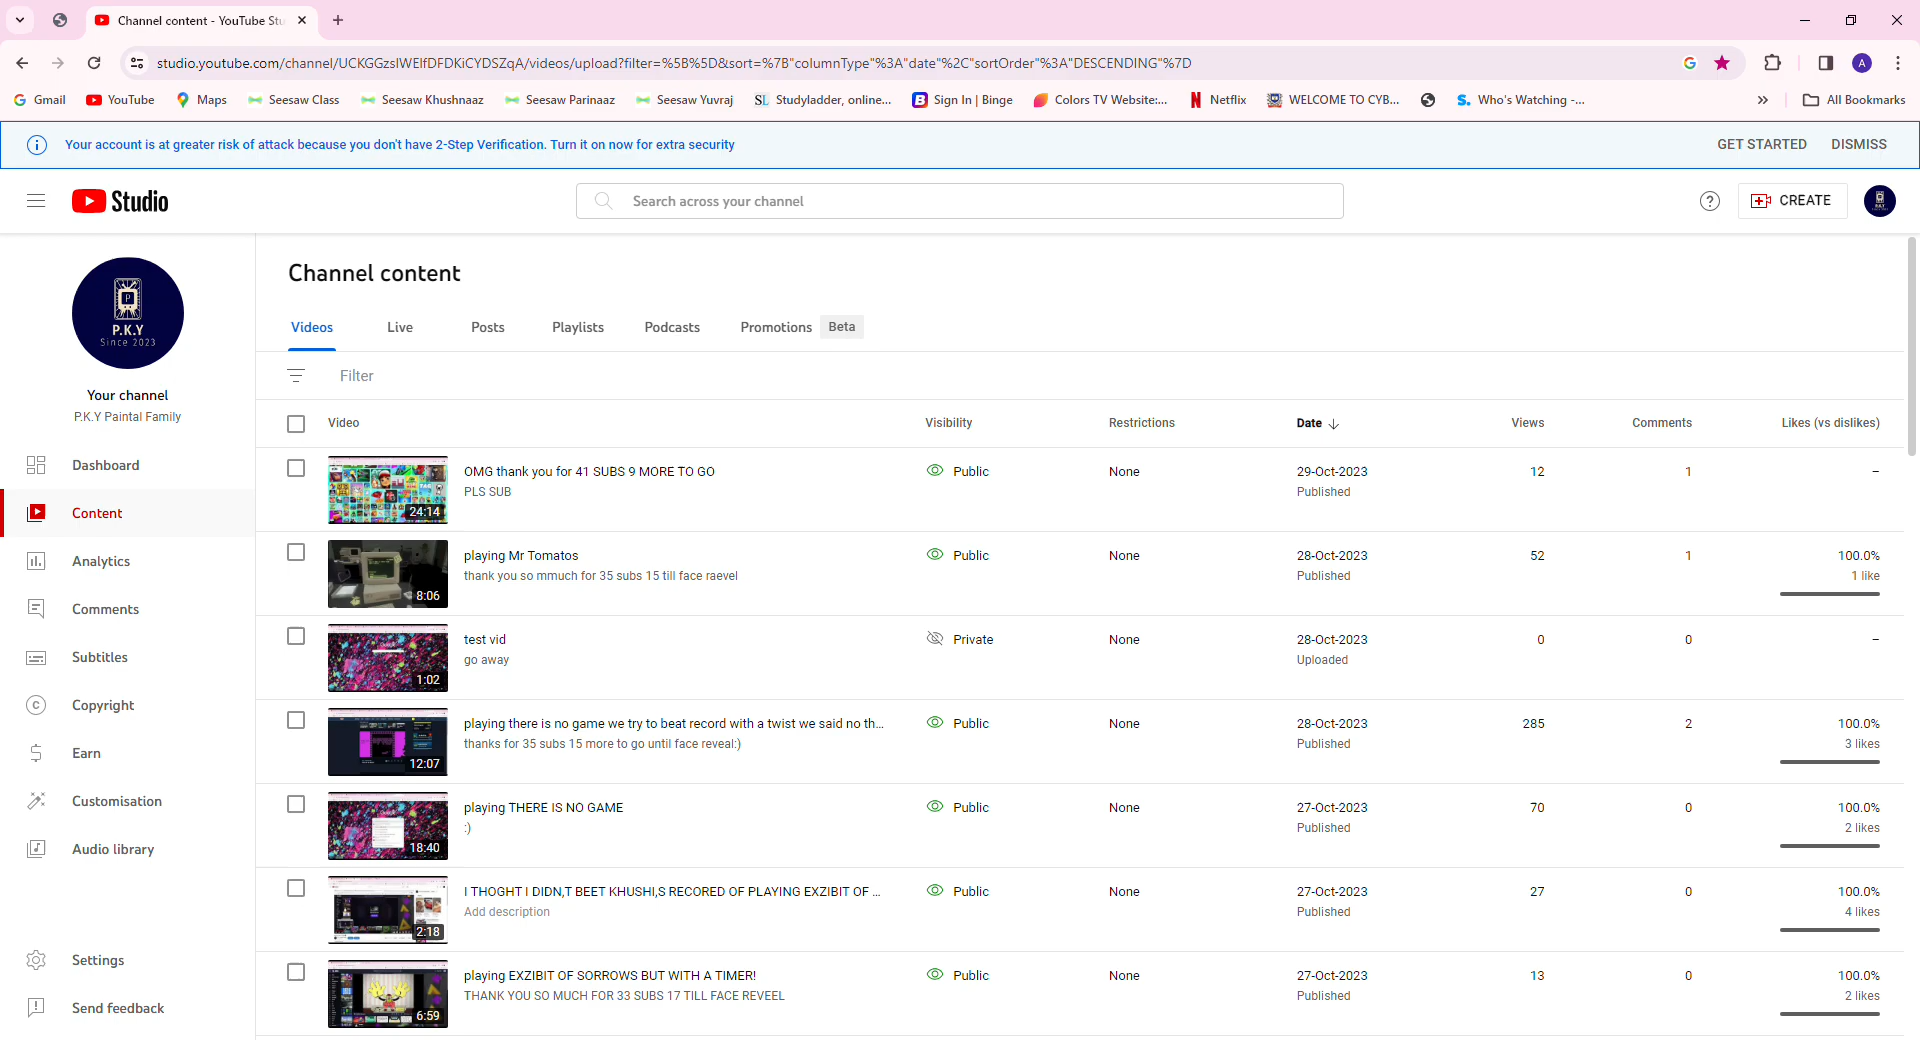 Channel content - YouTube Stu
studio.youtube.com/channel/UCKGGzslWElfDFDKiCYDSZqA/videos/upload?filter=%5B%5D&sort=%7B"columnType"%3A"date"%2C"sortOrder"%3A"DESCENDING"%7D
A
Gmail YouTube Maps Seesaw Class Seesaw Khushnaaz Seesaw Parinaaz Seesaw Yuvraj Studyladder, online... Sign In | Binge Colors TV Website:... Netflix WELCOME TO CYB... Who's Watching -... All Bookmarks
Your account is at greater risk of attack because you don't have 2-Step Verification. Turn it on now for extra security GET STARTED DISMISS
Studio Search across your channel CREATE
P
P.K.Y
Since 2023
Your channel
P.K.Y Paintal Family
Dashboard
Content
Analytics
Comments
Subtitles
Copyright
Earn
Customisation
Audio library
Settings
Send feedback
Channel content
Videos Live Posts Playlists Podcasts Promotions Beta
Filter
Video Visibility Restrictions Date Views Comments Likes (vs dislikes)
OMG thank you for 41 SUBS 9 MORE TO GO Public None 29-Oct-2023 12 1 –
PLS SUB Published
24:14
playing Mr Tomatos Public None 28-Oct-2023 52 1 100.0%
thank you so mmuch for 35 subs 15 till face raevel Published 1 like
8:06
test vid Private None 28-Oct-2023 0 0 –
go away Uploaded
1:02
playing there is no game we try to beat record with a twist we said no th... Public None 28-Oct-2023 285 2 100.0%
thanks for 35 subs 15 more to go until face reveal:) Published 3 likes
12:07
playing THERE IS NO GAME Public None 27-Oct-2023 70 0 100.0%
:) Published 2 likes
18:40
I THOGHT I DIDN,T BEET KHUSHI,S RECORED OF PLAYING EXZIBIT OF ... Public None 27-Oct-2023 27 0 100.0%
Add description Published 4 likes
2:18
playing EXZIBIT OF SORROWS BUT WITH A TIMER! Public None 27-Oct-2023 13 0 100.0%
THANK YOU SO MUCH FOR 33 SUBS 17 TILL FACE REVEEL Published 2 likes
6:59